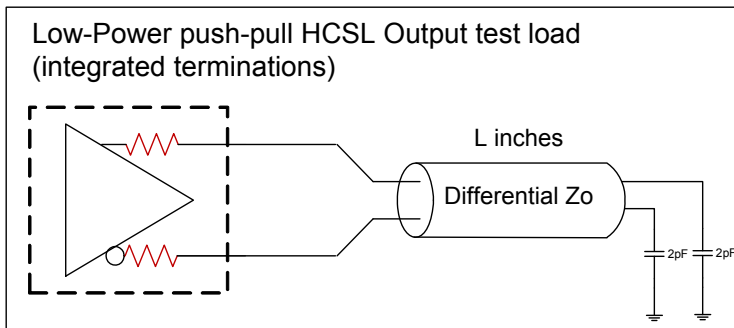 Low-Power push-pull HCSL Output test load
(integrated terminations)
L inches
Differential Zo
2pF
2pF